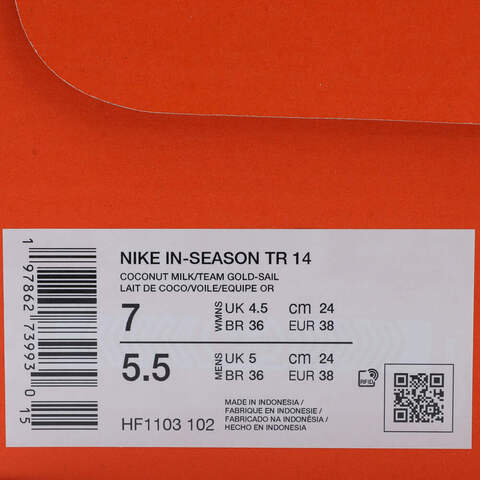 NIKE IN-SEASON TR 14
COCONUT MILK/TEAM GOLD-SAIL
LAIT DE COCO/VOILE/EQUIPE OR
7 WMNS UK 4.5 cm 24
BR 36 EUR 38
5.5 MENS UK 5 cm 24
BR 36 EUR 38
RFID
HF1103 102
MADE IN INDONESIA /
FABRIQUE EN INDONESIE /
FABRICADO NA INDONÉSIA /
HECHO EN INDONESIA
1 97862 73993 0 15